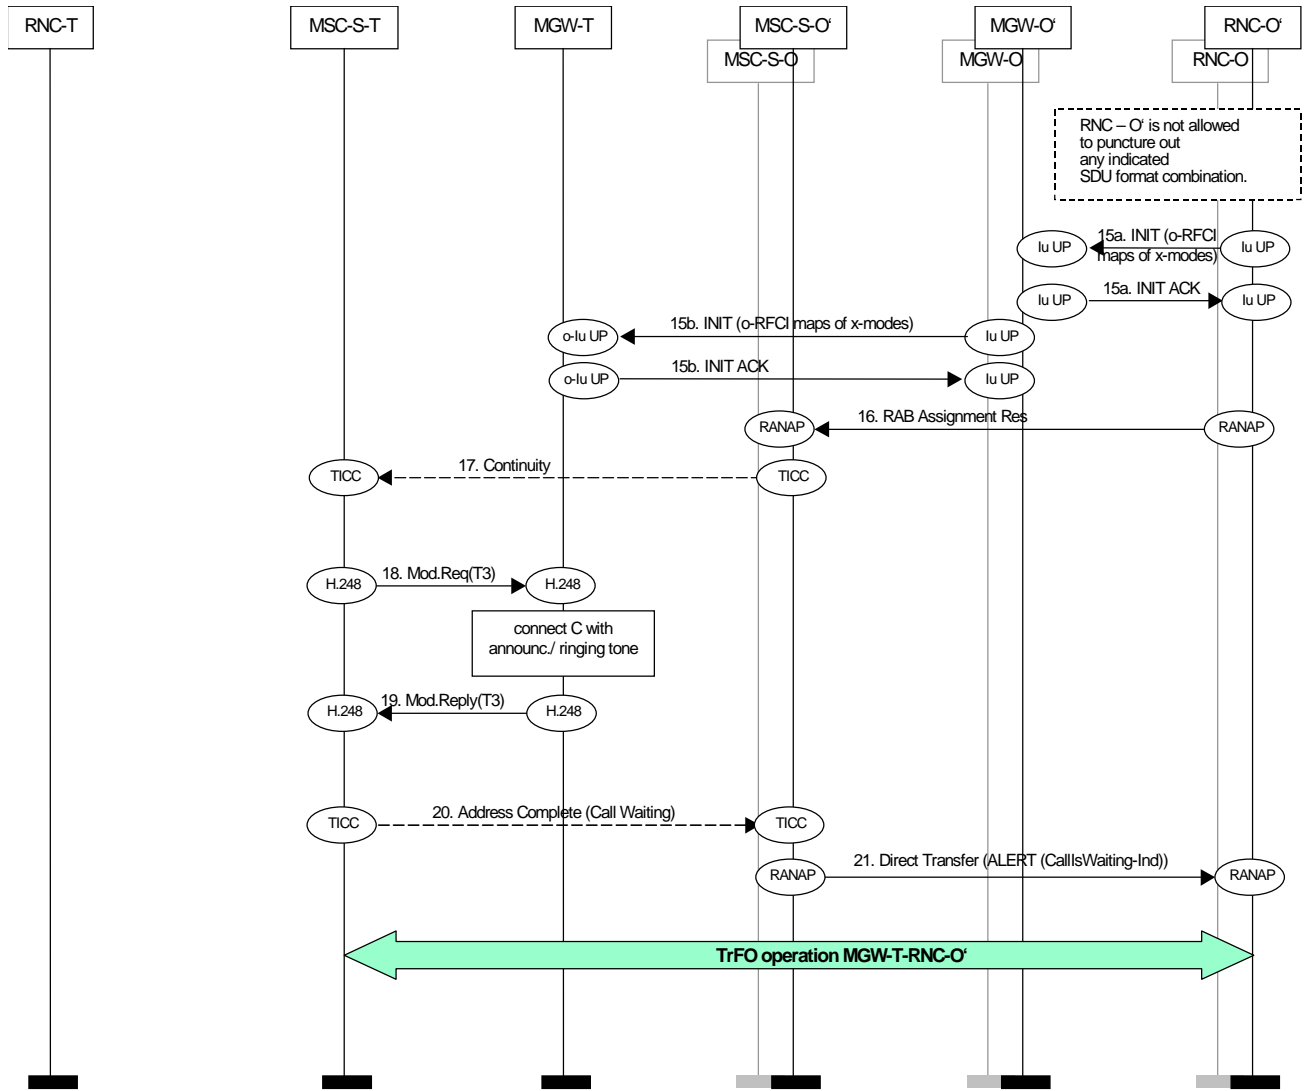 RNC-T
MSC-S-T
MGW-T
MSC-S-O‘
MGW-O‘
RNC-O‘
MSC-S-O
MGW-O
RNC-O
RNC – O‘ is not allowed
to puncture out
any indicated
SDU format combination.
Iu UP
15a. INIT (o-RFCI
maps of x-modes)
Iu UP
Iu UP
15a. INIT ACK
Iu UP
o-Iu UP
15b. INIT (o-RFCI maps of x-modes)
Iu UP
o-Iu UP
15b. INIT ACK
Iu UP
RANAP
16. RAB Assignment Res
RANAP
TICC
17. Continuity
TICC
H.248
18. Mod.Req(T3)
H.248
connect C with
announc./ ringing tone
H.248
19. Mod.Reply(T3)
H.248
TICC
20. Address Complete (Call Waiting)
TICC
RANAP
21. Direct Transfer (ALERT (CallIsWaiting-Ind))
RANAP
TrFO operation MGW-T-RNC-O‘